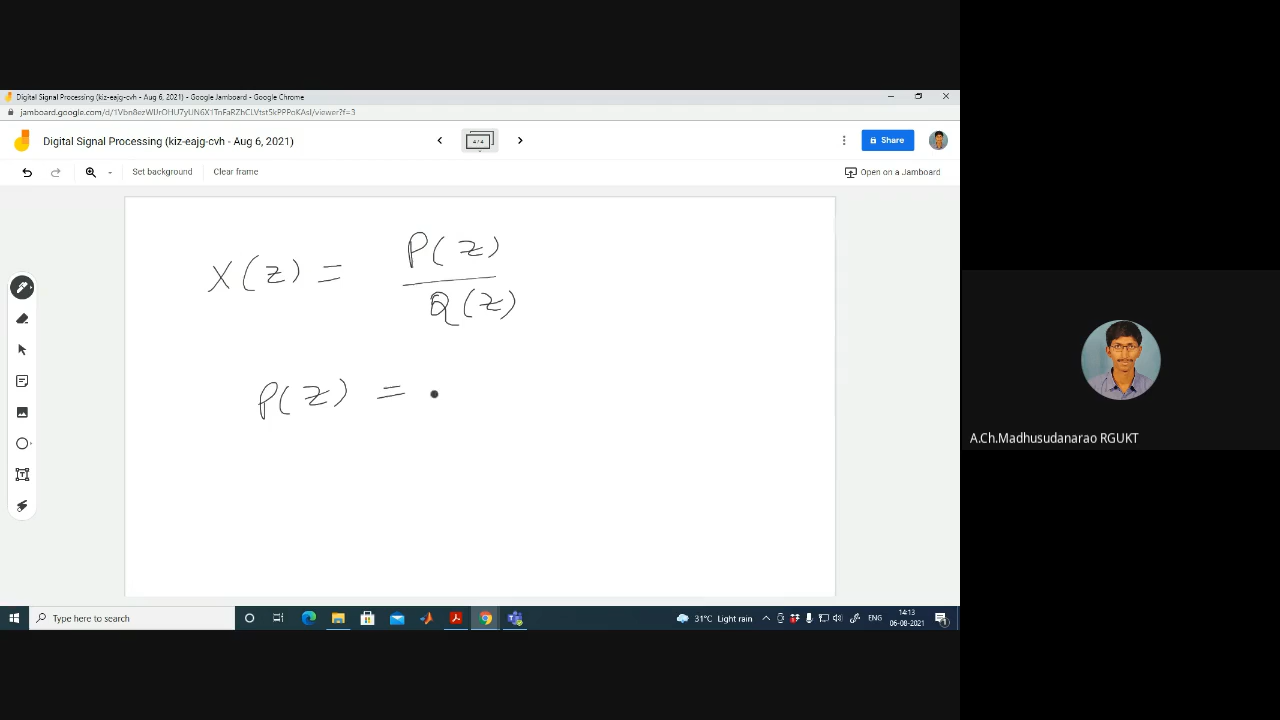 Digital Signal Processing (kiz-eajg-cvh - Aug 6, 2021) - Google Jamboard - Google Chrome
Digital Signal Processing (kiz-eajg-cvh - Aug 6, 2021)
4 / 4
Share
Set background
Clear frame
Open on a Jamboard
X(z) = P(z)
Q(z)
P(z) =
A.Ch.Madhusudanarao RGUKT
Type here to search
31°C Light rain
ENG
14:13
06-08-2021